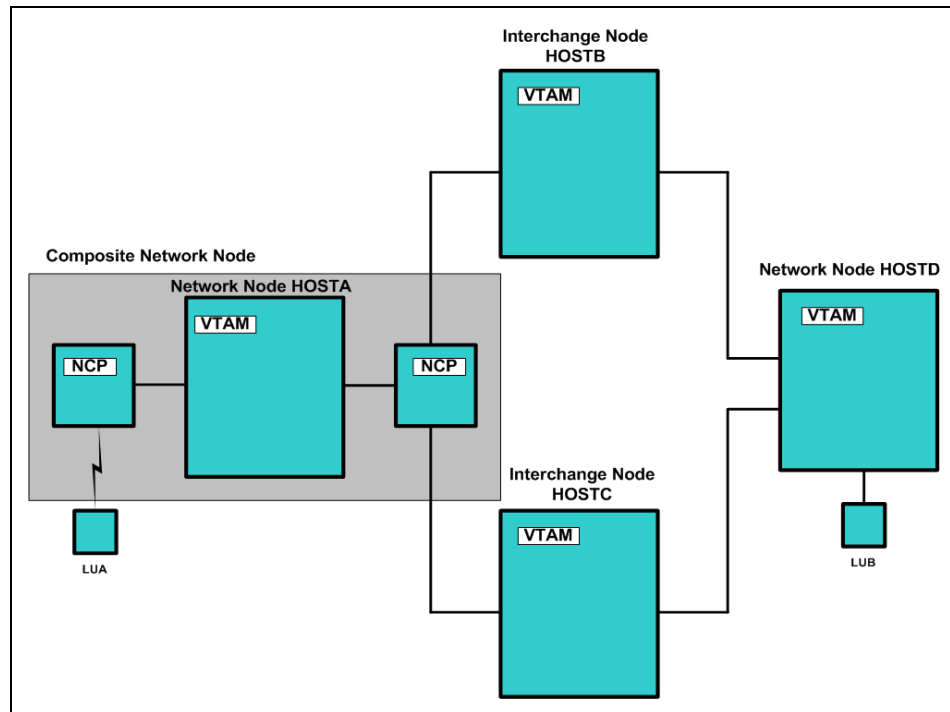 Interchange Node
HOSTB
VTAM
Composite Network Node
Network Node HOSTA
VTAM
NCP
NCP
Network Node HOSTD
VTAM
Interchange Node
HOSTC
VTAM
LUA
LUB